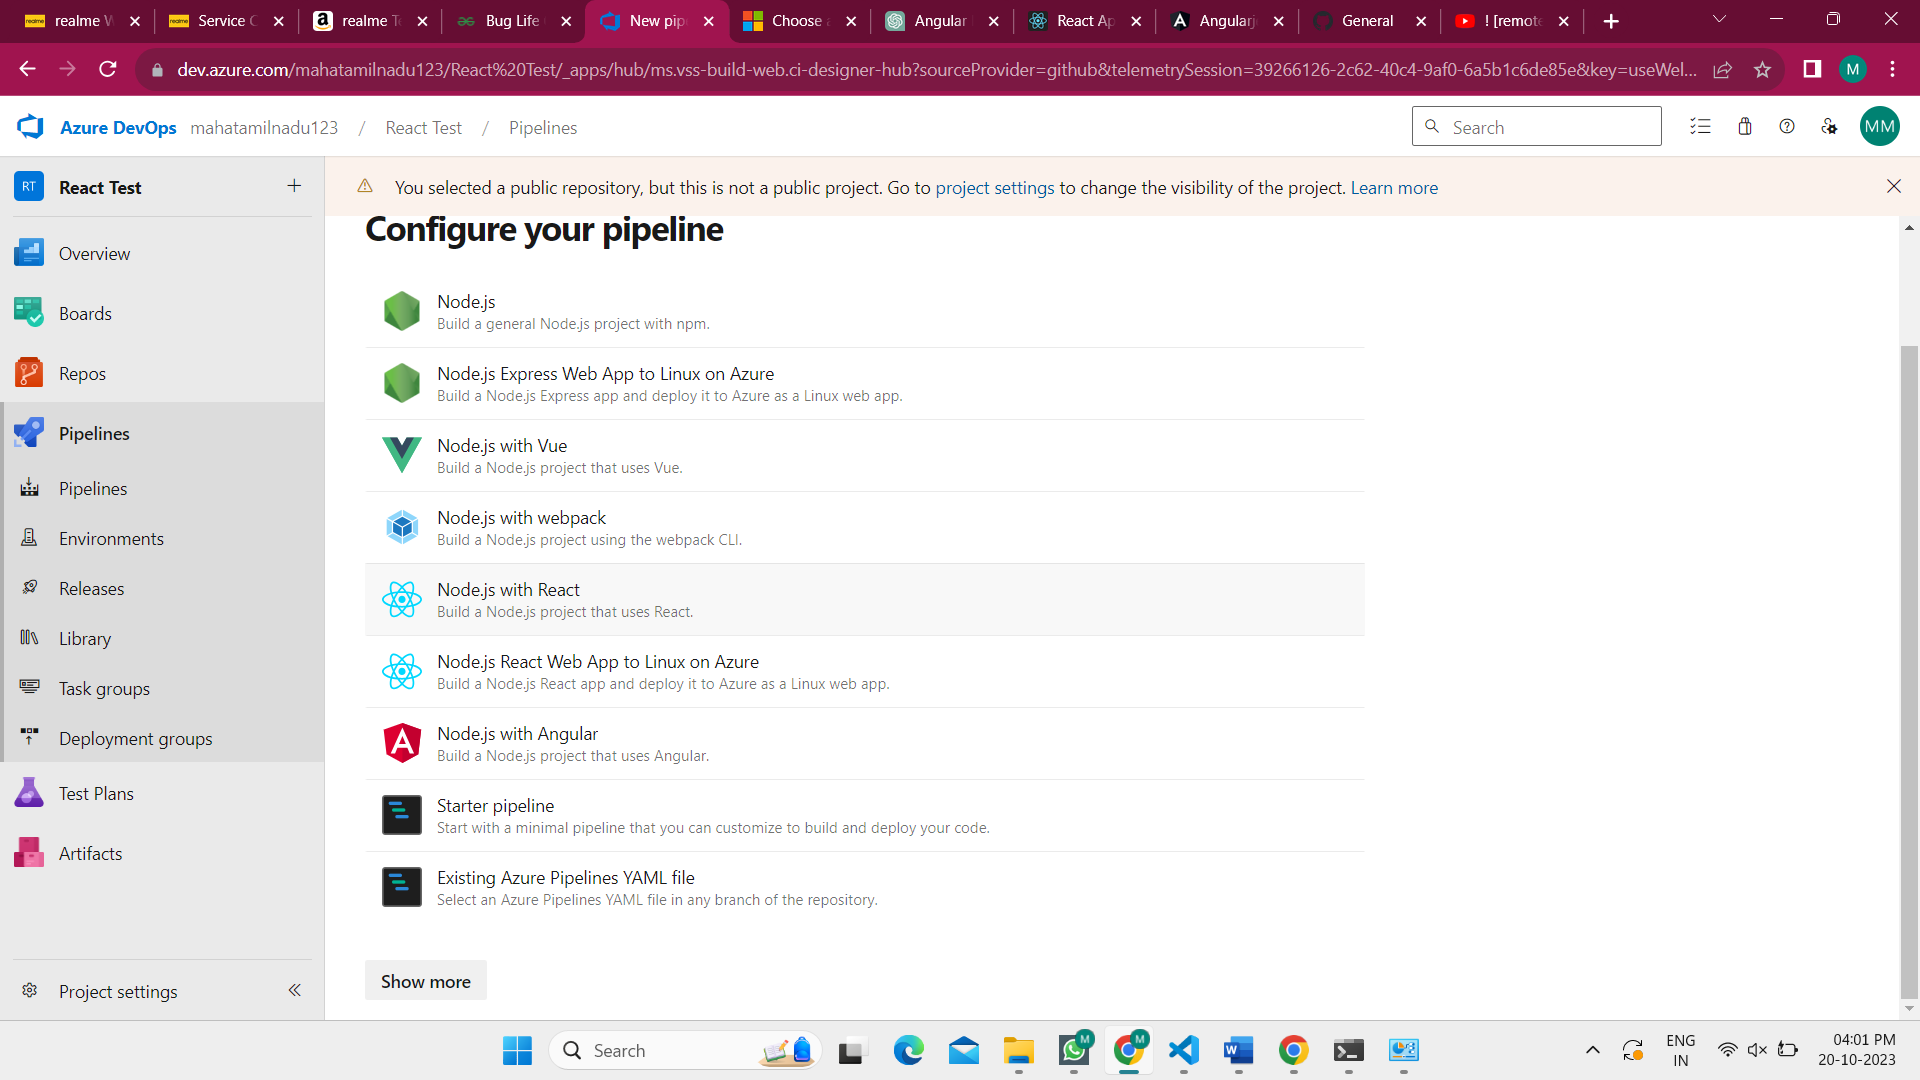 realme W
Service C
realme Te
Bug Life
New pip
Choose a
Angular
React Ap
Angularj
General
! [remote
dev.azure.com/mahatamilnadu123/React%20Test/_apps/hub/ms.vss-build-web.ci-designer-hub?sourceProvider=github&telemetrySession=39266126-2c62-40c4-9af0-6a5b1c6de85e&key=useWel...
M
Azure DevOps mahatamilnadu123 / React Test / Pipelines
Search
MM
RT React Test
You selected a public repository, but this is not a public project. Go to project settings to change the visibility of the project. Learn more
Overview
Boards
Repos
Pipelines
Pipelines
Environments
Releases
Library
Task groups
Deployment groups
Test Plans
Artifacts
Project settings
Configure your pipeline
Node.js
Build a general Node.js project with npm.
Node.js Express Web App to Linux on Azure
Build a Node.js Express app and deploy it to Azure as a Linux web app.
Node.js with Vue
Build a Node.js project that uses Vue.
Node.js with webpack
Build a Node.js project using the webpack CLI.
Node.js with React
Build a Node.js project that uses React.
Node.js React Web App to Linux on Azure
Build a Node.js React app and deploy it to Azure as a Linux web app.
Node.js with Angular
Build a Node.js project that uses Angular.
Starter pipeline
Start with a minimal pipeline that you can customize to build and deploy your code.
Existing Azure Pipelines YAML file
Select an Azure Pipelines YAML file in any branch of the repository.
Show more
Search
M
M
ENG
IN
04:01 PM
20-10-2023